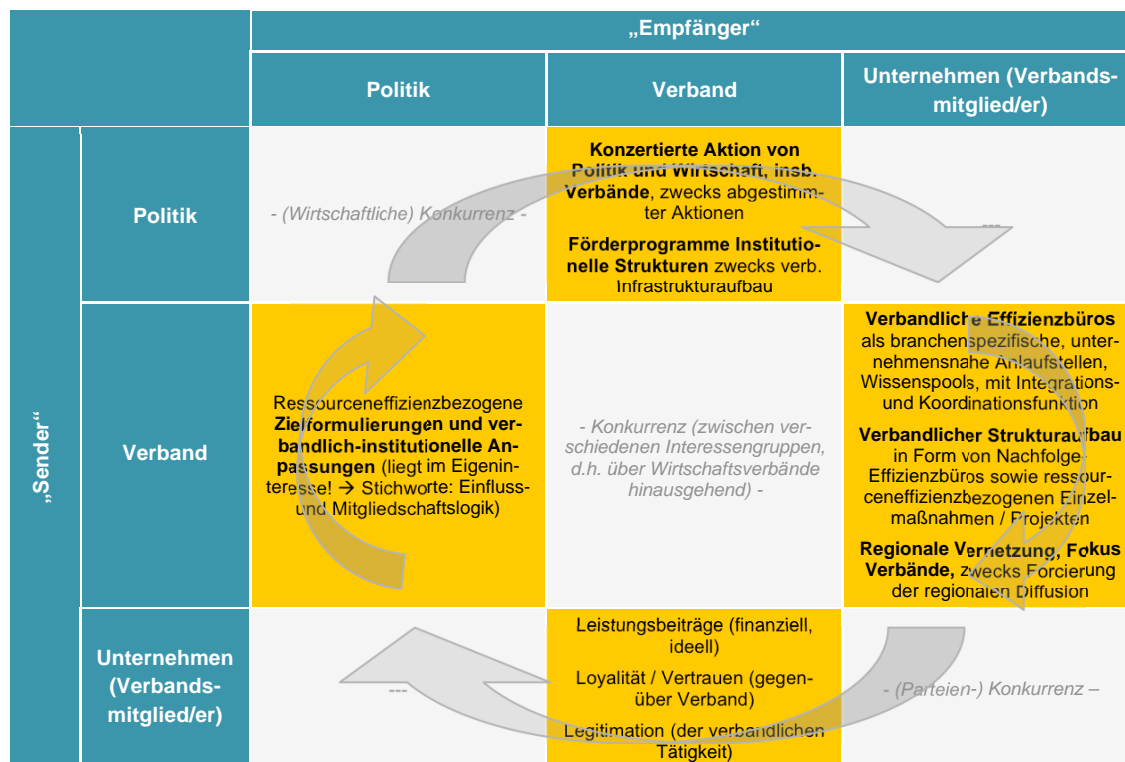 „Empfänger“
Politik
Verband
Unternehmen (Verbands-
mitglied/er)
„Sender“
Politik
- (Wirtschaftliche) Konkurrenz -
Konzertierte Aktion von
Politik und Wirtschaft, insb.
Verbände, zwecks abgestimm-
ter Aktionen
Förderprogramme Institutio-
nelle Strukturen zwecks verb.
Infrastrukturaufbau
---
Verband
Ressourceneffizienzbezogene
Zielformulierungen und ver-
bandlich-institutionelle An-
passungen (liegt im Eigenin-
teresse! → Stichworte: Einfluss-
und Mitgliedschaftslogik)
- Konkurrenz (zwischen ver-
schiedenen Interessengruppen,
d.h. über Wirtschaftsverbände
hinausgehend) -
Verbandliche Effizienzbüros
als branchenspezifische, unter-
nehmensnahe Anlaufstellen,
Wissenspools, mit Integrations-
und Koordinationsfunktion
Verbandlicher Strukturaufbau
in Form von Nachfolge-
Effizienzbüros sowie ressour-
ceneffizienzbezogenen Einzel-
maßnahmen / Projekten
Regionale Vernetzung, Fokus
Verbände, zwecks Forcierung
der regionalen Diffusion
Unternehmen
(Verbands-
mitglied/er)
---
Leistungsbeiträge (finanziell,
ideell)
Loyalität / Vertrauen (gegen-
über Verband)
Legitimation (der verbandlichen
Tätigkeit)
- (Parteien-) Konkurrenz –